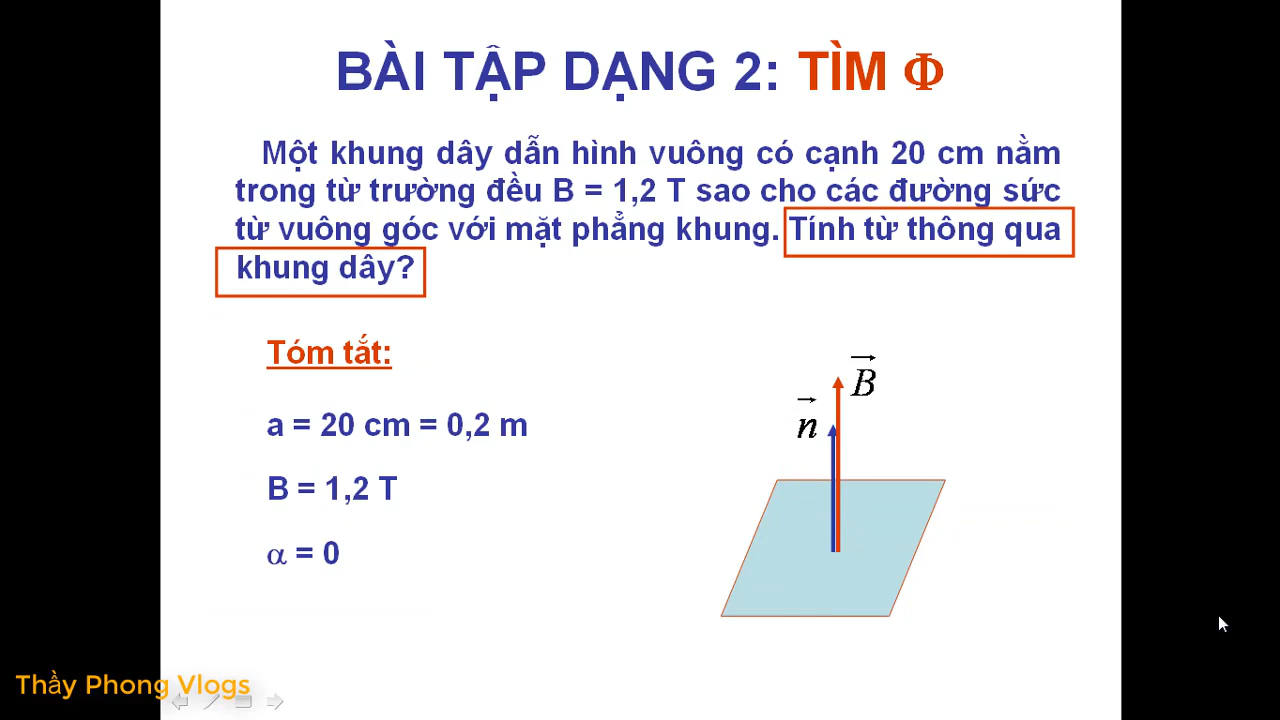 BÀI TẬP DẠNG 2: TÌM Φ
Một khung dây dẫn hình vuông có cạnh 20 cm nằm
trong từ trường đều B = 1,2 T sao cho các đường sức
từ vuông góc với mặt phẳng khung. Tính từ thông qua
khung dây?
Tóm tắt:
a = 20 cm = 0,2 m
B = 1,2 T
α = 0
B
n
Thầy Phong Vlogs